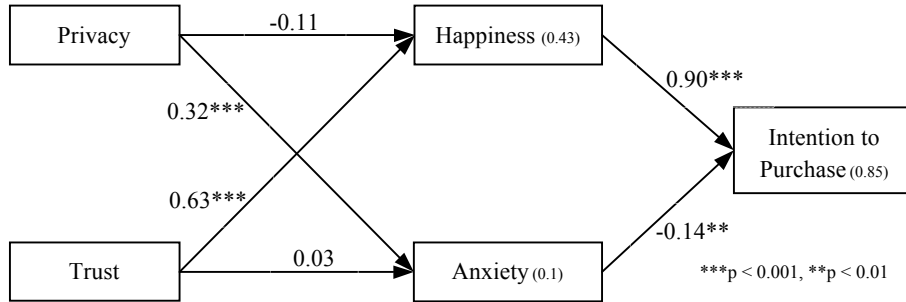 Privacy
-0.11
Happiness (0.43)
0.32***
0.90***
Intention to
Purchase (0.85)
0.63***
-0.14**
Trust
0.03
Anxiety (0.1)
***p < 0.001, **p < 0.01